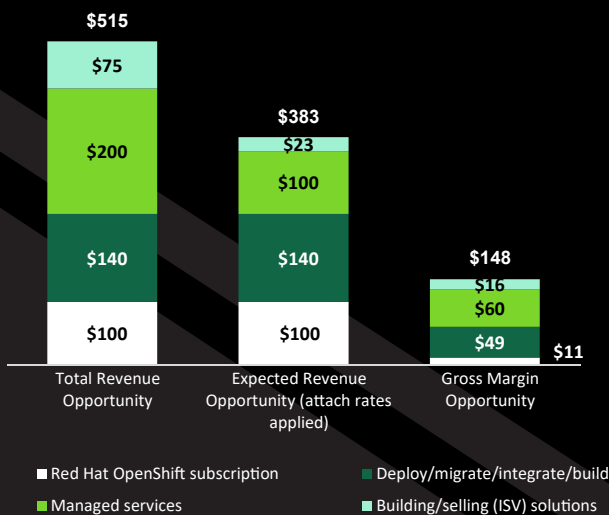 $515
$75
$200
$140
$100
$383
$23
$100
$140
$100
$148
$16
$60
$49
$11
Total Revenue
Opportunity
Expected Revenue
Opportunity (attach rates
applied)
Gross Margin
Opportunity
Red Hat OpenShift subscription
Deploy/migrate/integrate/build
Managed services
Building/selling (ISV) solutions